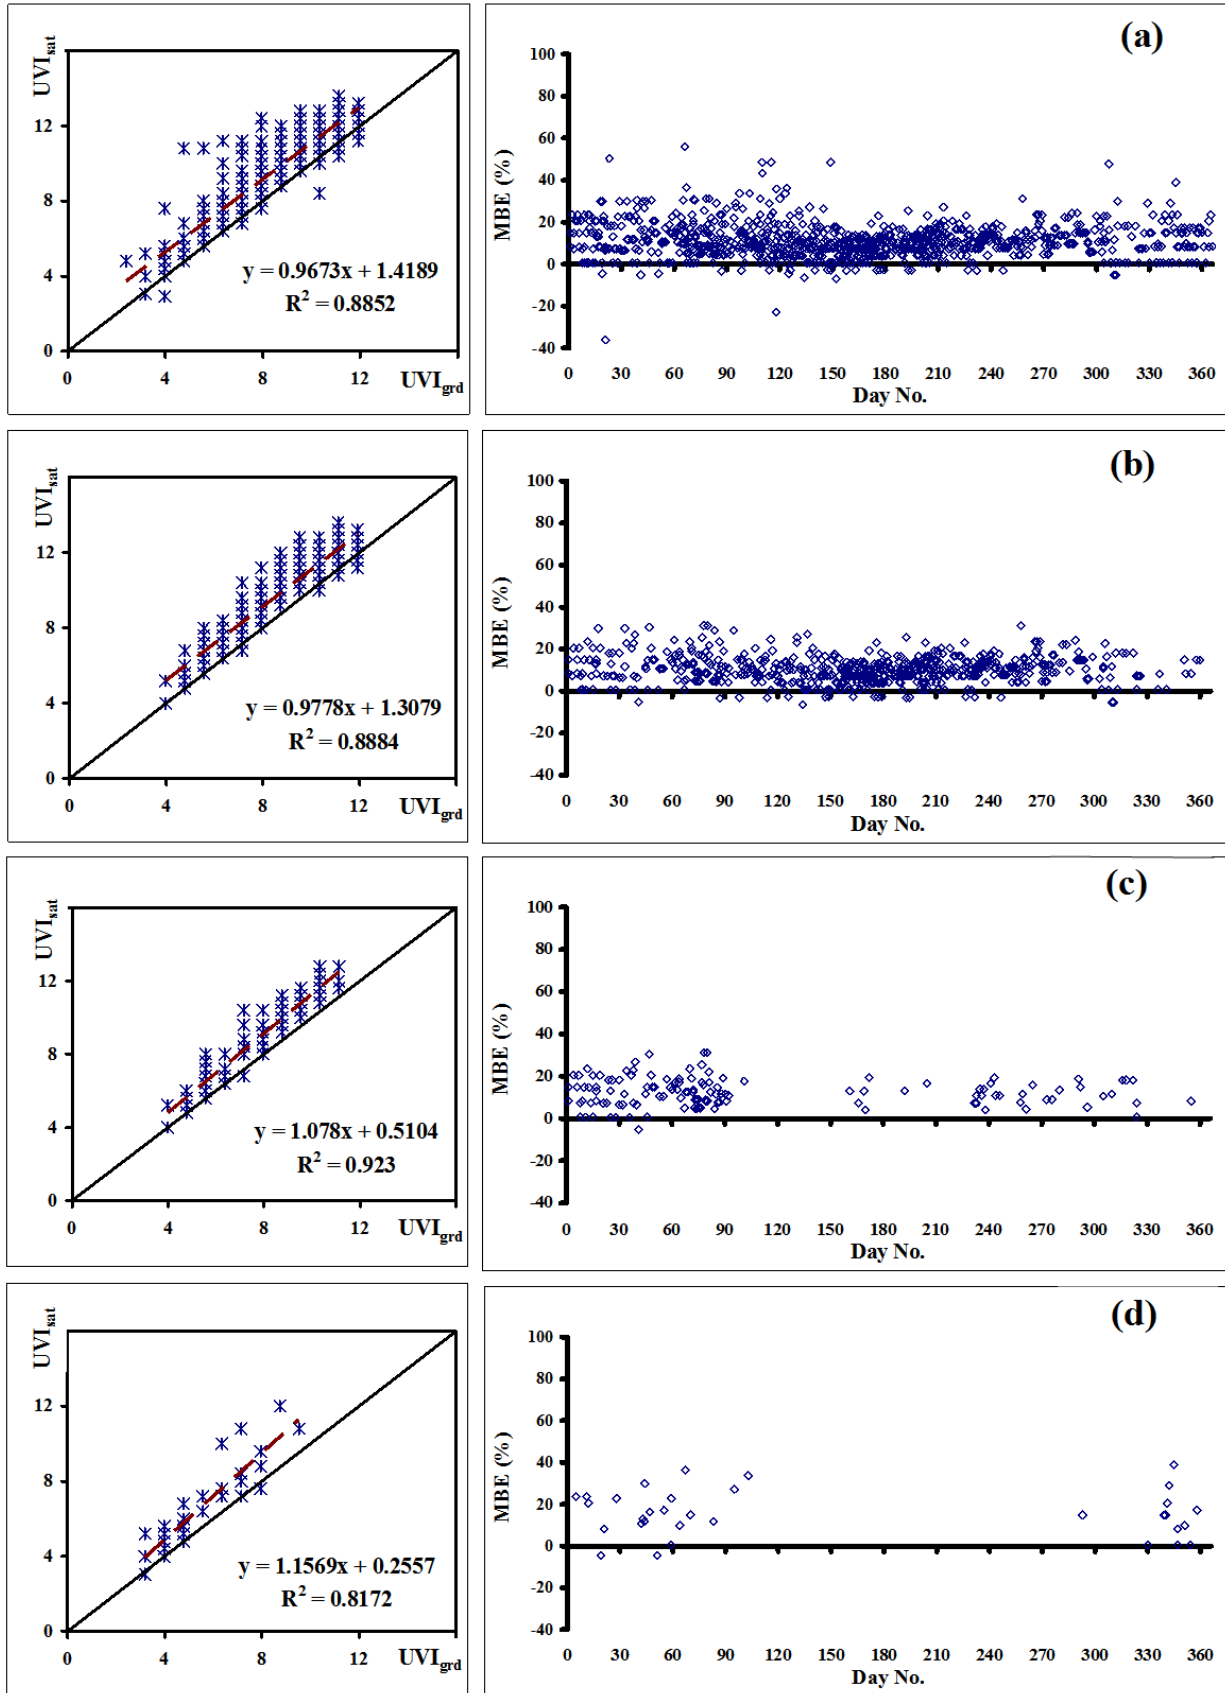 UVIsat
12
8
4
0
0 4 8 12
UVIgrd
y = 0.9673x + 1.4189
R² = 0.8852
(a)
MBE (%)
100
80
60
40
20
0
-20
-40
0 30 60 90 120 150 180 210 240 270 300 330 360
Day No.
UVIsat
12
8
4
0
0 4 8 12
UVIgrd
y = 0.9778x + 1.3079
R² = 0.8884
(b)
MBE (%)
100
80
60
40
20
0
-20
-40
0 30 60 90 120 150 180 210 240 270 300 330 360
Day No.
UVIsat
12
8
4
0
0 4 8 12
UVIgrd
y = 1.078x + 0.5104
R² = 0.923
(c)
MBE (%)
100
80
60
40
20
0
-20
-40
0 30 60 90 120 150 180 210 240 270 300 330 360
Day No.
UVIsat
12
8
4
0
0 4 8 12
UVIgrd
y = 1.1569x + 0.2557
R² = 0.8172
(d)
MBE (%)
100
80
60
40
20
0
-20
-40
0 30 60 90 120 150 180 210 240 270 300 330 360
Day No.